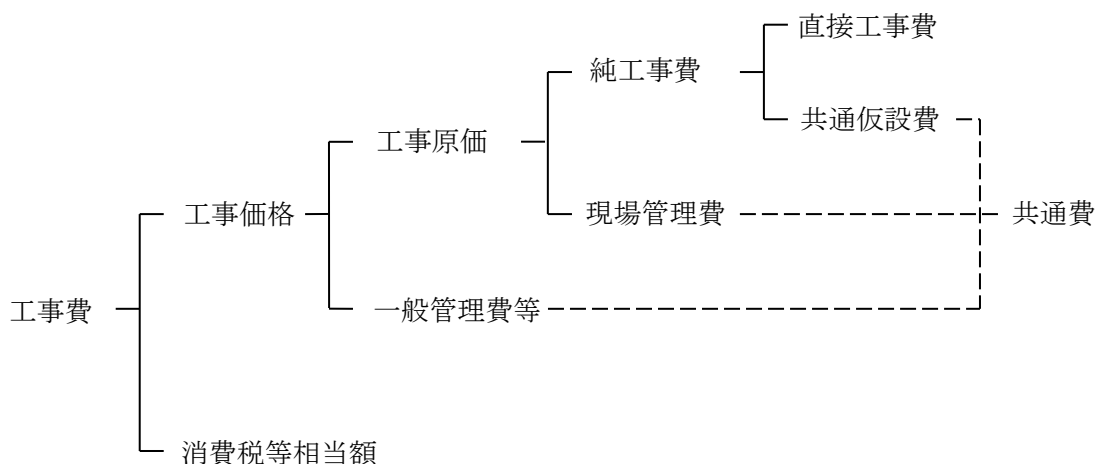 直接工事費
純工事費
共通仮設費
工事原価
工事価格
現場管理費
共通費
工事費
一般管理費等
消費税等相当額